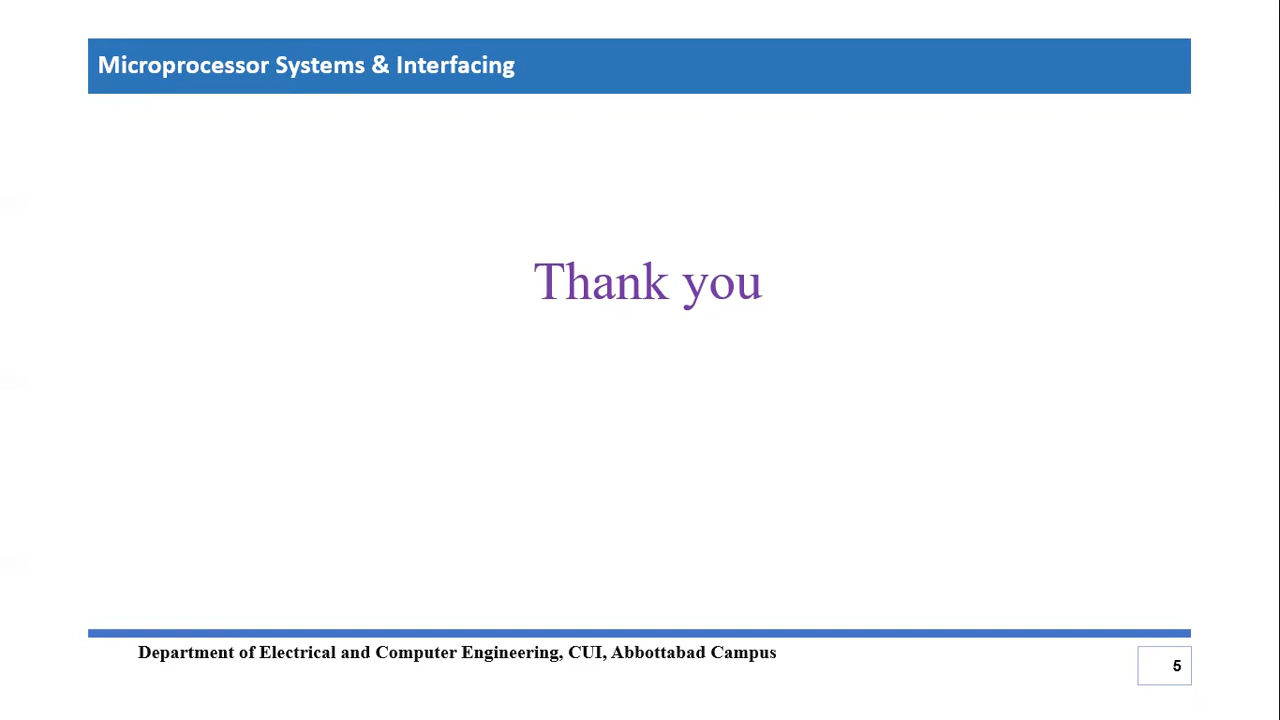 Microprocessor Systems & Interfacing
Thank you
Department of Electrical and Computer Engineering, CUI, Abbottabad Campus
5